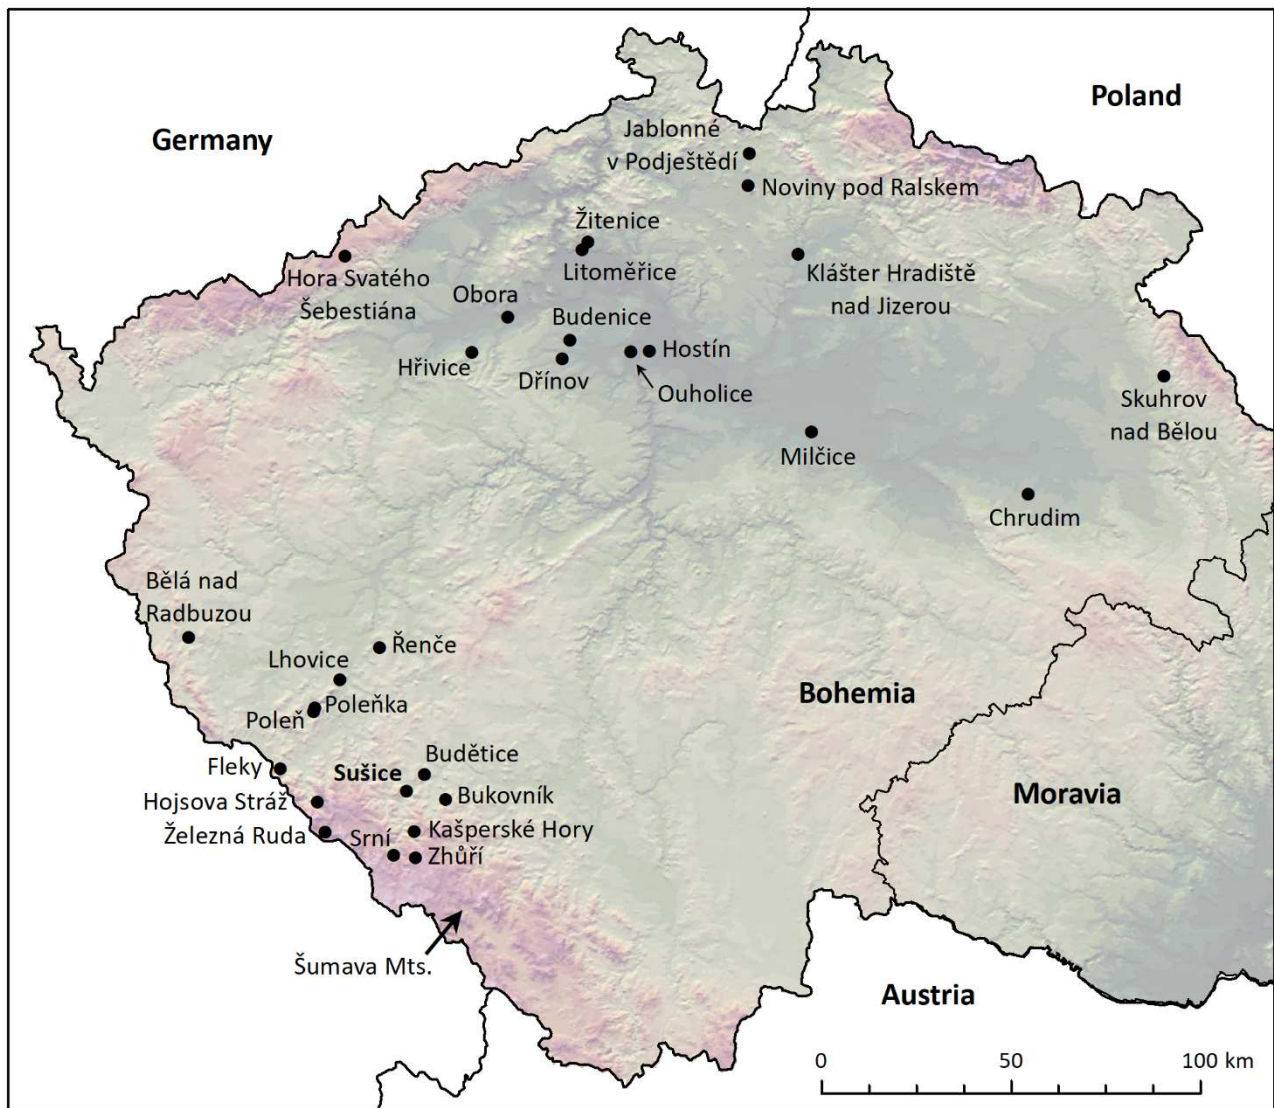 Poland
Germany
Jablonné
v Podještědí
Noviny pod Ralskem
Žitenice
Litoměřice
Klášter Hradiště
nad Jizerou
Hora Svatého
Šebestiána
Obora
Budenice
Hřivice
Dřínov
Hostín
Ouholice
Skuhrov
nad Bělou
Milčice
Chrudim
Bělá nad
Radbuzou
Řenče
Lhovice
Poleňka
Poleň
Bohemia
Fleky
Sušice
Budětice
Hojsova Stráž
Bukovník
Moravia
Železná Ruda
Srní
Kašperské Hory
Zhůří
Šumava Mts.
Austria
0 50 100 km